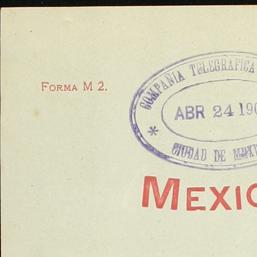 FORMA M 2.
COMPAÑIA TELEGRAFICA
ABR 24 190
CIUDAD DE
MEXIC